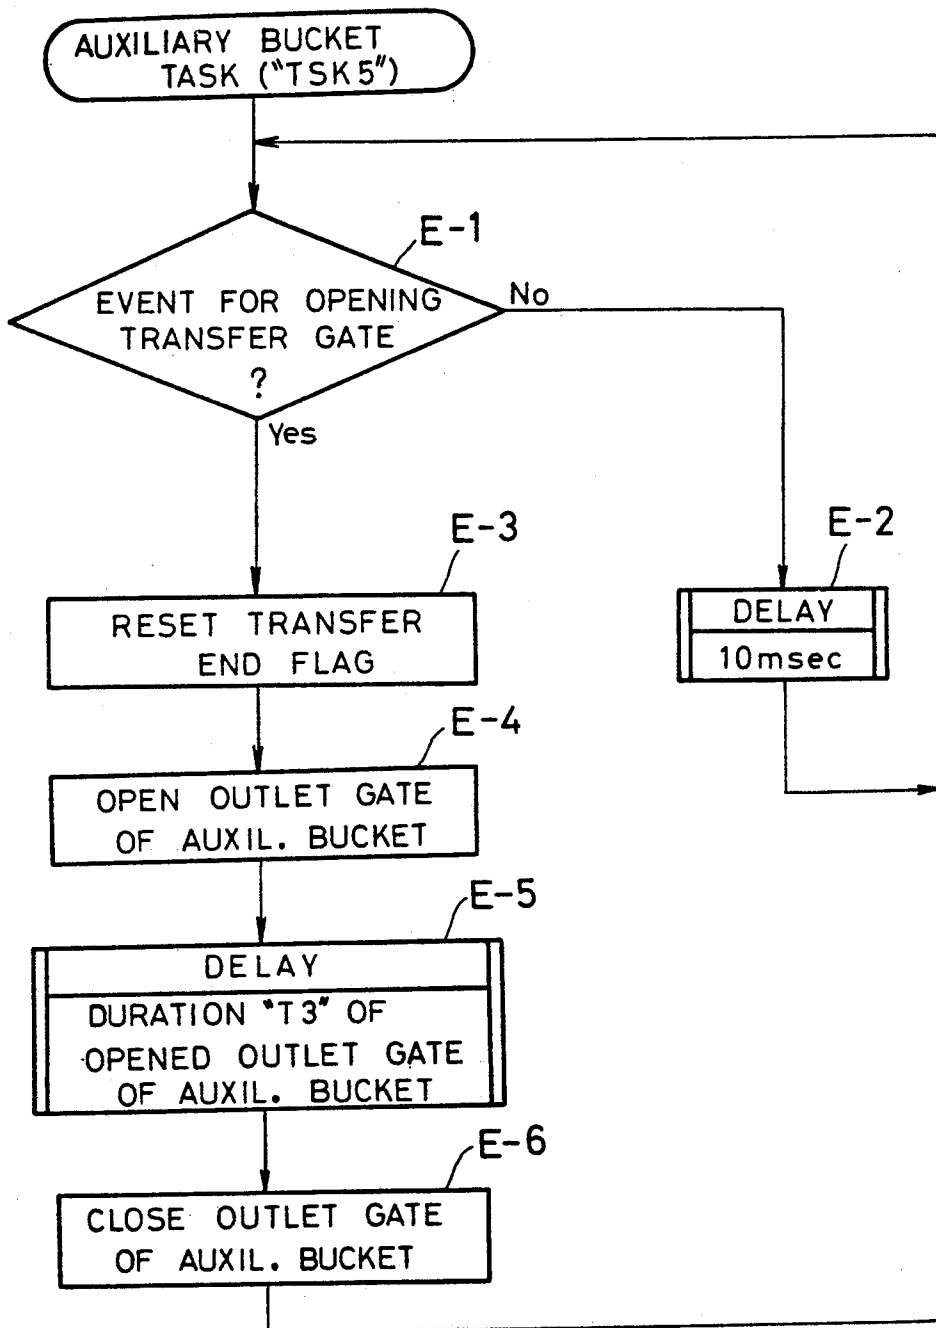 AUXILIARY BUCKET
TASK ("TSK5")
E-1
EVENT FOR OPENING
TRANSFER GATE
?
No
Yes
E-2
DELAY
10msec
E-3
RESET TRANSFER
END FLAG
E-4
OPEN OUTLET GATE
OF AUXIL. BUCKET
E-5
DELAY
DURATION "T3" OF
OPENED OUTLET GATE
OF AUXIL. BUCKET
E-6
CLOSE OUTLET GATE
OF AUXIL. BUCKET